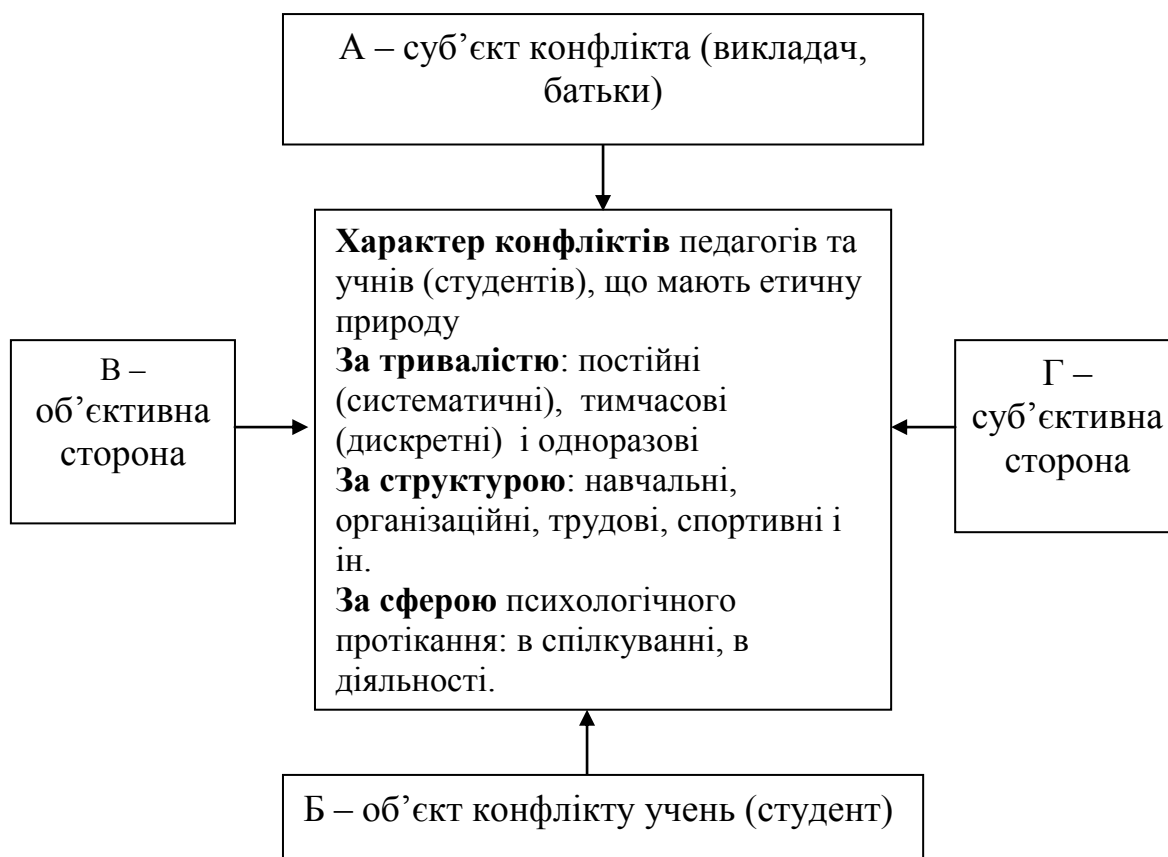 А – суб’єкт конфлікта (викладач,
батьки)
Характер конфліктів педагогів та
учнів (студентів), що мають етичну
природу
За тривалістю: постійні
(систематичні), тимчасові
(дискретні) і одноразові
За структурою: навчальні,
організаційні, трудові, спортивні і
ін.
За сферою психологічного
протікання: в спілкуванні, в
діяльності.
В –
об’єктивна
сторона
Г –
суб’єктивна
сторона
Б – об’єкт конфлікту учень (студент)